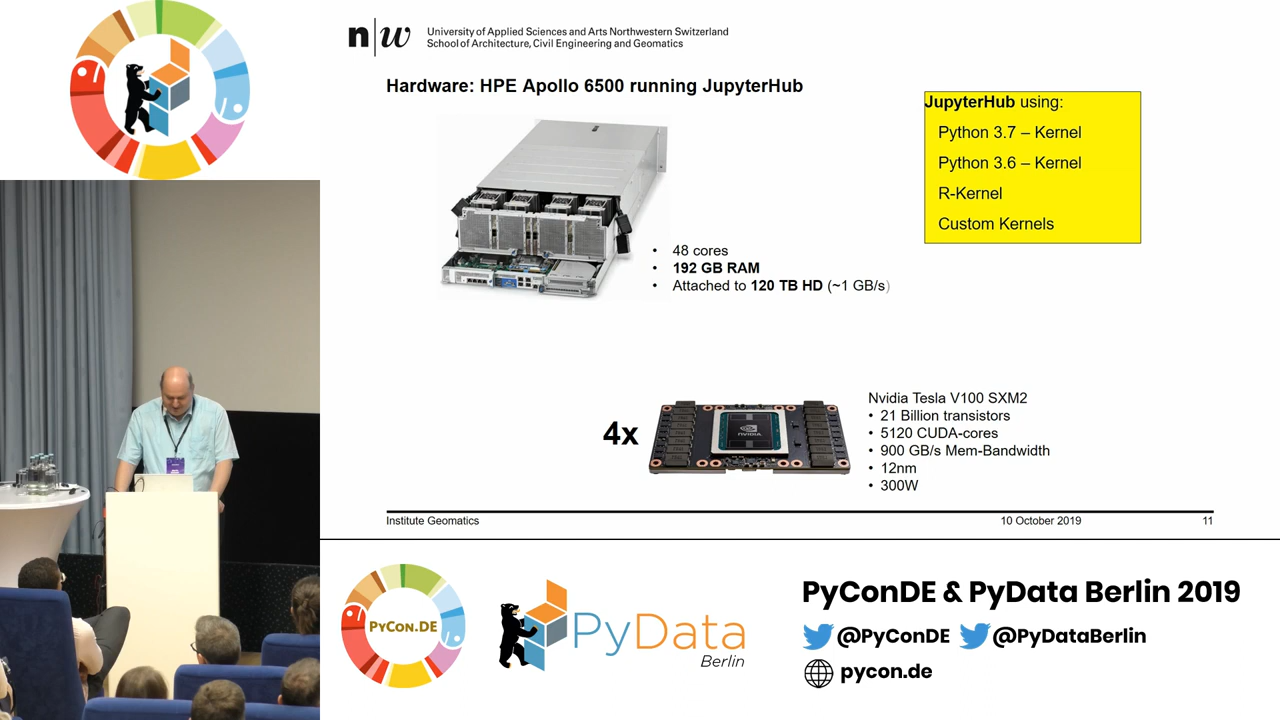 n|w
University of Applied Sciences and Arts Northwestern Switzerland
School of Architecture, Civil Engineering and Geomatics
Hardware: HPE Apollo 6500 running JupyterHub
JupyterHub using:
Python 3.7 – Kernel
Python 3.6 – Kernel
R-Kernel
Custom Kernels
• 48 cores
• 192 GB RAM
• Attached to 120 TB HD (~1 GB/s)
4x
NVIDIA
Nvidia Tesla V100 SXM2
• 21 Billion transistors
• 5120 CUDA-cores
• 900 GB/s Mem-Bandwidth
• 12nm
• 300W
Institute Geomatics
10 October 2019
11
PyCon.DE
PyData
Berlin
PyConDE & PyData Berlin 2019
@PyConDE @PyDataBerlin
pycon.de